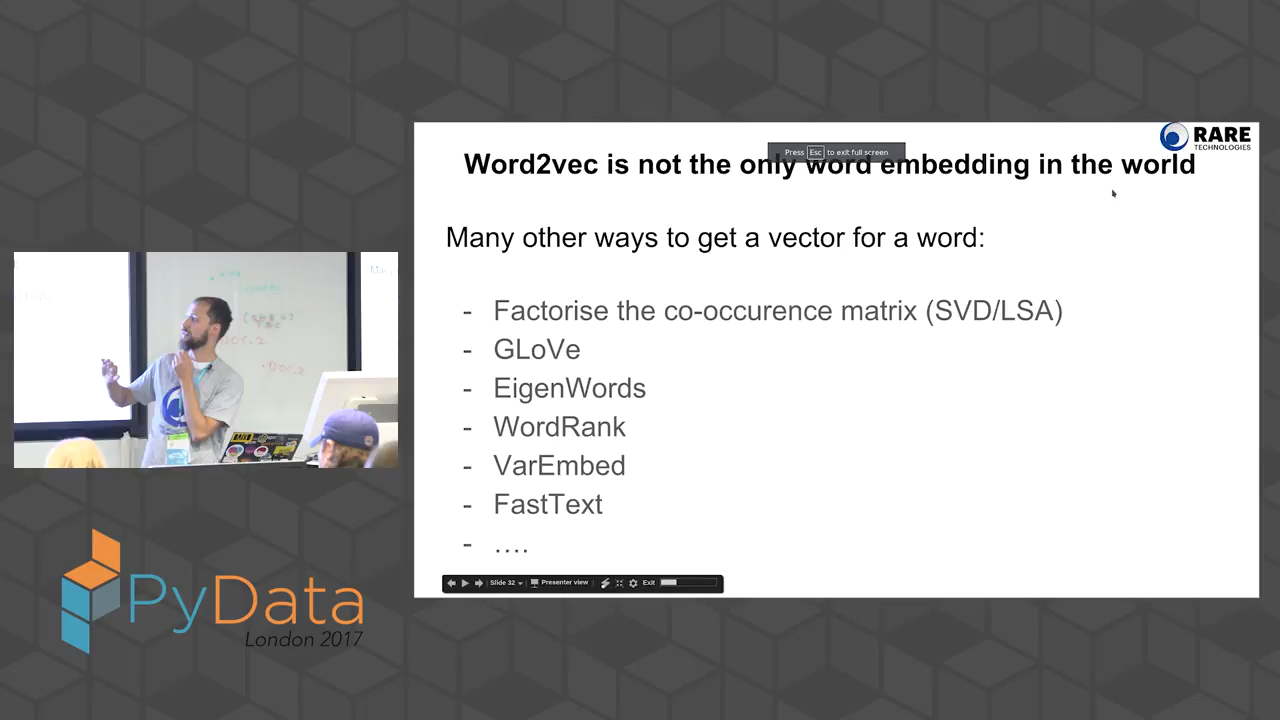 RARE
TECHNOLOGIES
Press Esc to exit full screen
Word2vec is not the only word embedding in the world
Many other ways to get a vector for a word:
- Factorise the co-occurence matrix (SVD/LSA)
- GLoVe
- EigenWords
- WordRank
- VarEmbed
- FastText
- ....
Slide 32
Presenter view
Exit
DOC.2
PyData
London 2017